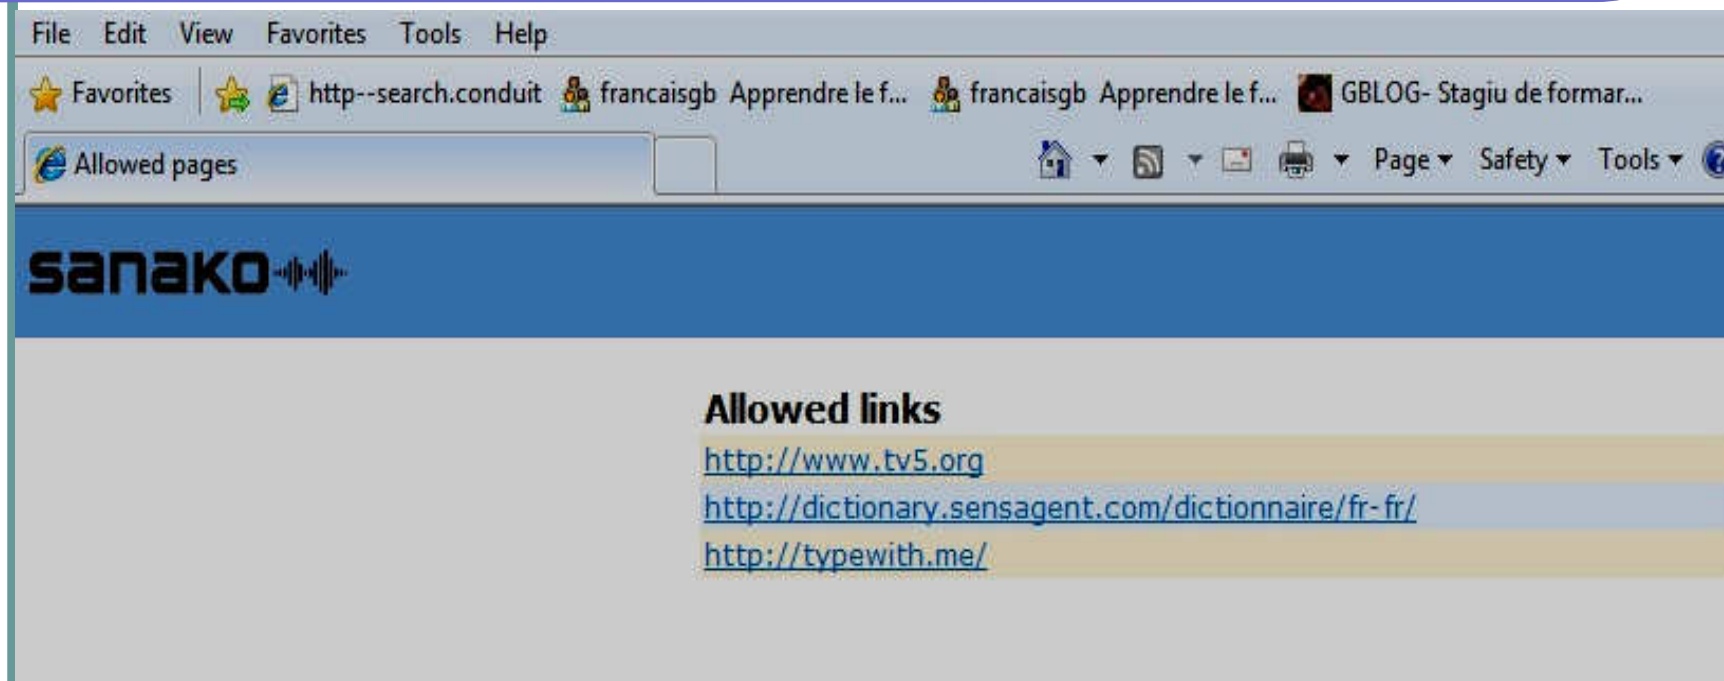 File Edit View Favorites Tools Help
Favorites http--search.conduit francaisgb Apprendre le f... francaisgb Apprendre le f... GBLOG- Stagiu de formar...
Allowed pages Page Safety Tools
sanako
Allowed links
http://www.tv5.org
http://dictionary.sensagent.com/dictionnaire/fr-fr/
http://typewith.me/